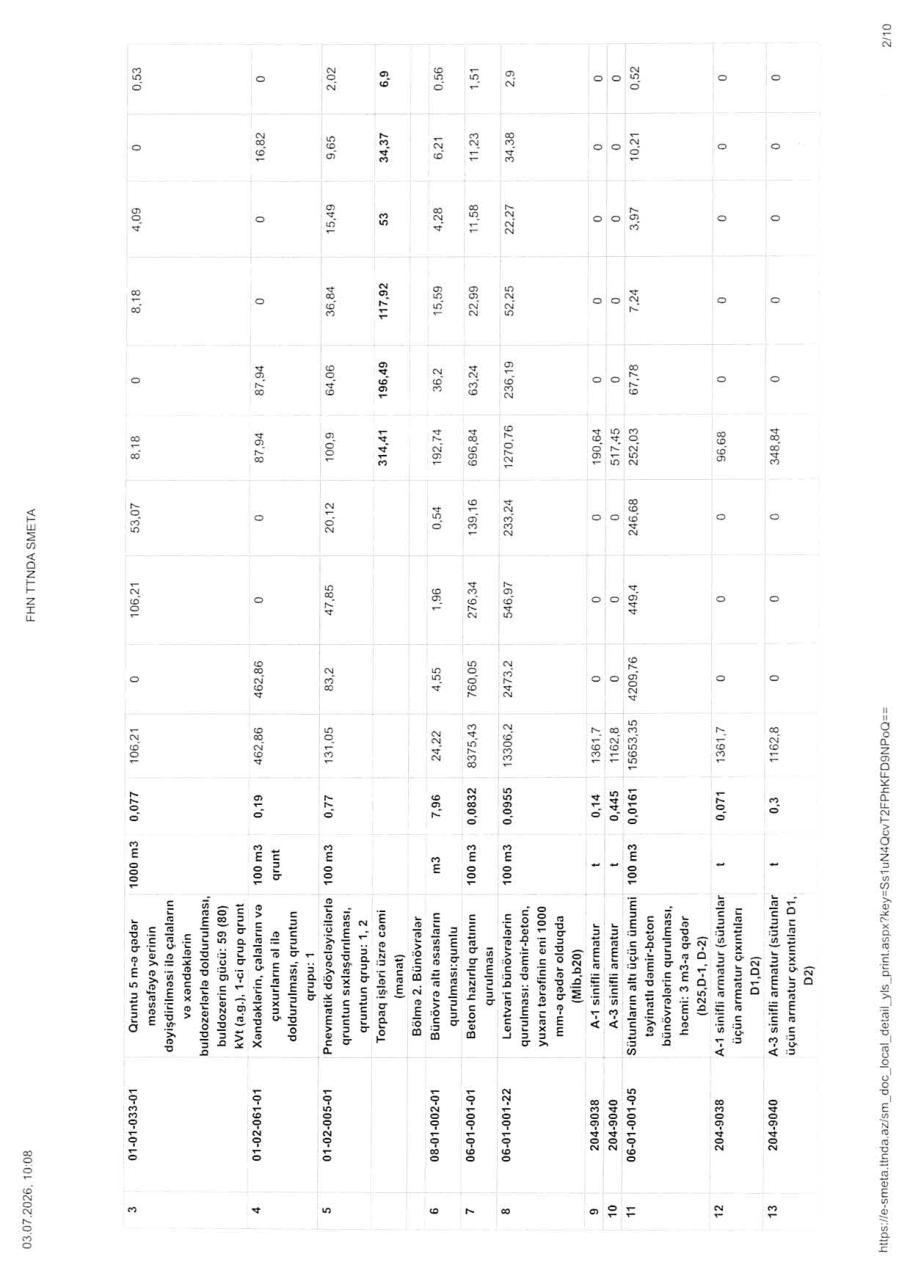 03.07.2026, 10:08 FHN TTNDA SMETA
3 01-01-033-01 Qruntu 5 m-ə qədər 1000 m3 0,077 106,21 0 106,21 53,07 8,18 0 8,18 4,09 0 0,53
məsafəyə yerinin
dəyişdirilməsi ilə çalaların
və xəndəklərin
buldozerlərlə doldurulması,
buldozerin gücü: 59 (80)
kVt (a.g.), 1-ci qrup qrunt
4 01-02-061-01 Xəndəklərin, çalaların və 100 m3 0,19 462,86 462,86 0 0 87,94 87,94 0 0 16,82 0
çuxurların əl ilə qrunt
doldurulması, qruntun
qrupu: 1
5 01-02-005-01 Pnevmatik döyəcləyicilərlə 100 m3 0,77 131,05 83,2 47,85 20,12 100,9 64,06 36,84 15,49 9,65 2,02
qruntun sıxlaşdırılması,
qruntun qrupu: 1, 2
Torpaq işləri üzrə cəmi 314,41 196,49 117,92 53 34,37 6,9
(manat)
Bölmə 2. Bünövrələr
6 08-01-002-01 Bünövrə altı əsasların m3 7,96 24,22 4,55 1,96 0,54 192,74 36,2 15,59 4,28 6,21 0,56
qurulması:qumlu
7 06-01-001-01 Beton hazırlıq qatının 100 m3 0,0832 8375,43 760,05 276,34 139,16 696,84 63,24 22,99 11,58 11,23 1,51
qurulması
8 06-01-001-22 Lentvari bünövrələrin 100 m3 0,0955 13306,2 2473,2 546,97 233,24 1270,76 236,19 52,25 22,27 34,38 2,9
qurulması: dəmir-beton,
yuxarı tərəfinin eni 1000
mm-ə qədər olduqda
(Mlb,b20)
9 204-9038 A-1 sinifli armatur t 0,14 1361,7 0 0 0 190,64 0 0 0 0 0
10 204-9040 A-3 sinifli armatur t 0,445 1162,8 0 0 0 517,45 0 0 0 0 0
11 06-01-001-05 Sütunların altı üçün ümumi 100 m3 0,0161 15653,35 4209,76 449,4 246,68 252,03 67,78 7,24 3,97 10,21 0,52
təyinatlı dəmir-beton
bünövrələrin qurulması,
həcmi: 3 m3-a qədər
(b25,D-1, D-2)
12 204-9038 A-1 sinifli armatur (sütunlar t 0,071 1361,7 0 0 0 96,68 0 0 0 0 0
üçün armatur çıxıntıları
D1,D2)
13 204-9040 A-3 sinifli armatur (sütunlar t 0,3 1162,8 0 0 0 348,84 0 0 0 0 0
üçün armatur çıxıntıları D1,
D2)
https://e-smeta.ttnda.az/sm_doc_local_detail_yls_print.aspx?key=Ss1uN4QcvT2FPhKFD9NPoQ== 2/10